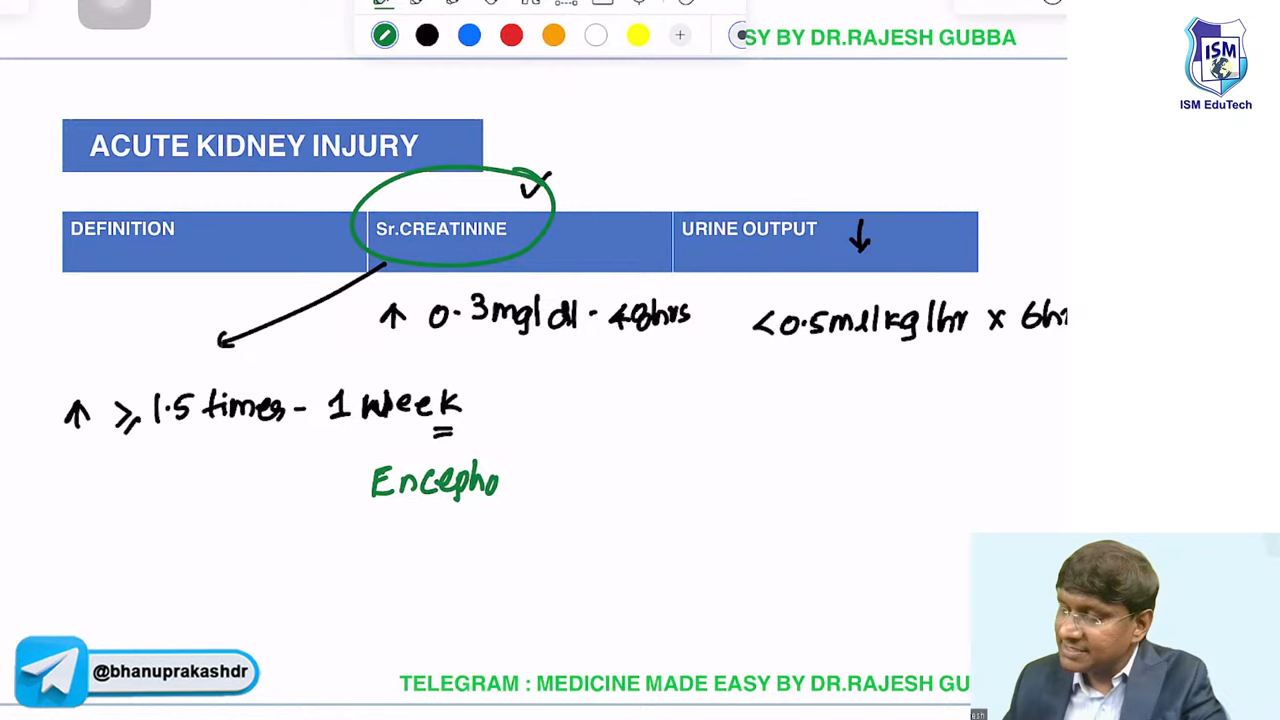 SY BY DR.RAJESH GUBBA
ISM
ISM EduTech
ACUTE KIDNEY INJURY
DEFINITION
Sr.CREATININE
URINE OUTPUT ↓
↑ 0.3mg/dl - 48hrs
<0.5ml/kg/hr x 6hr
↑ ≥ 1.5 times - 1 week
Encepho
@bhanuprakashdr
TELEGRAM : MEDICINE MADE EASY BY DR.RAJESH GU